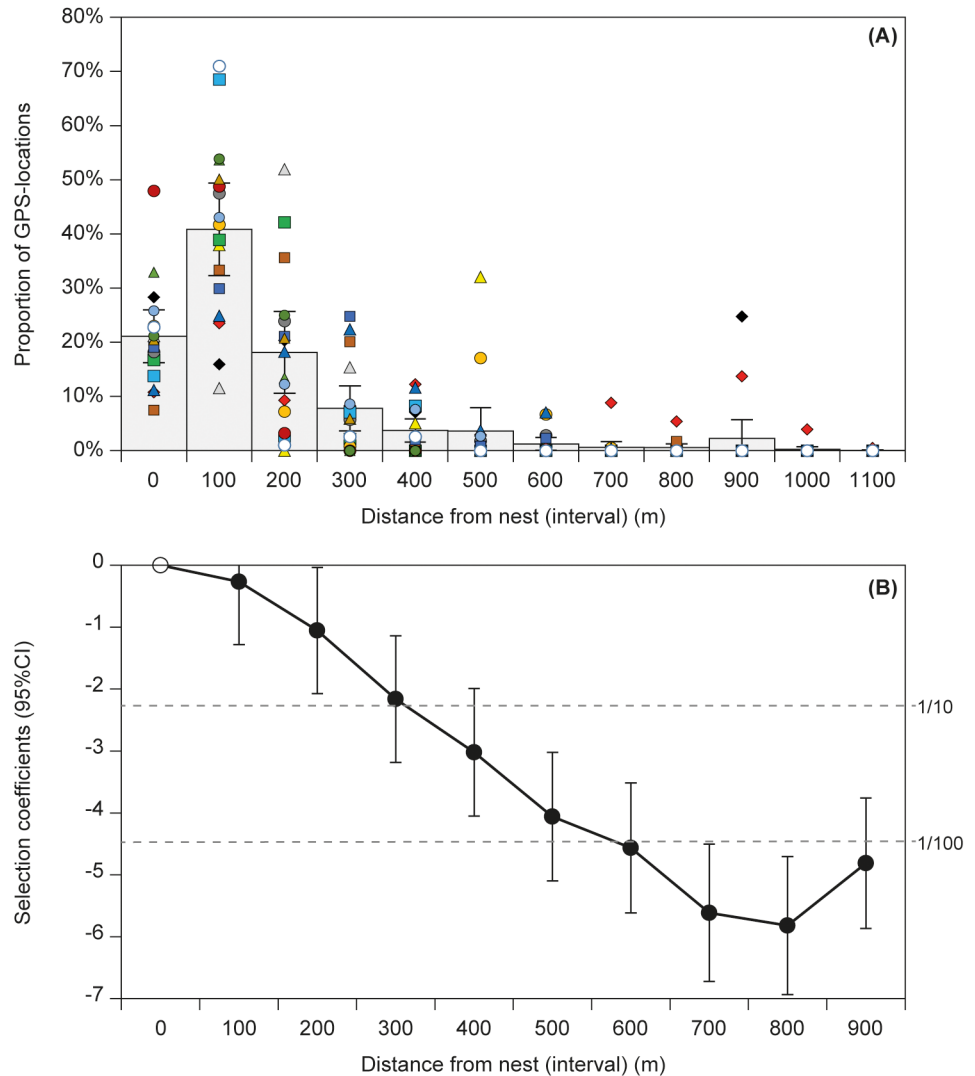 (A)
80%
70%
60%
50%
40%
30%
20%
10%
0%
Proportion of GPS-locations
0 100 200 300 400 500 600 700 800 900 1000 1100
Distance from nest (interval) (m)
(B)
0
-1
-2
-3
-4
-5
-6
-7
Selection coefficients (95%CI)
1/10
1/100
0 100 200 300 400 500 600 700 800 900
Distance from nest (interval) (m)